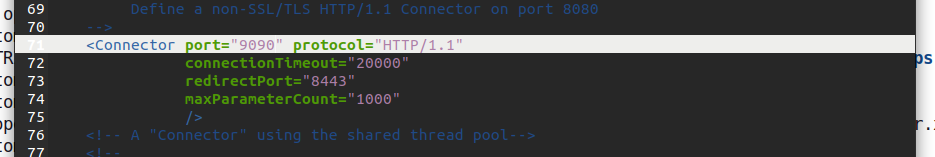 69 Define a non-SSL/TLS HTTP/1.1 Connector on port 8080
70 -->
71 <Connector port="9090" protocol="HTTP/1.1"
72 connectionTimeout="20000"
73 redirectPort="8443"
74 maxParameterCount="1000"
75 />
76 <!-- A "Connector" using the shared thread pool-->
77 <!--